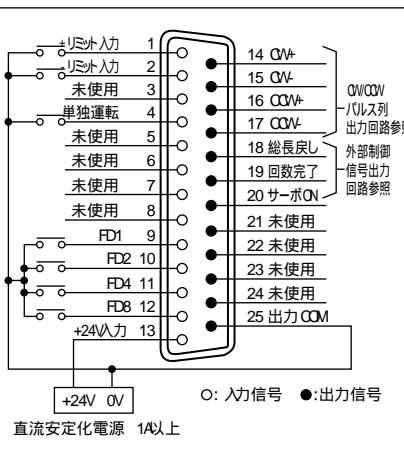 +リミット入力 1
-リミット入力 2
未使用 3
単独運転 4
未使用 5
未使用 6
未使用 7
未使用 8
FD1 9
FD2 10
FD4 11
FD8 12
+24V入力 13
14 CW+
15 CW-
16 CCW+
17 CCW-
18 総長戻し
19 回数完了
20 サーボON
21 未使用
22 未使用
23 未使用
24 未使用
25 出力COM
CW/CCW
パルス列
出力回路参照
外部制御
信号出力
回路参照
+24V 0V
直流安定化電源 1A以上
○: 入力信号 ●:出力信号